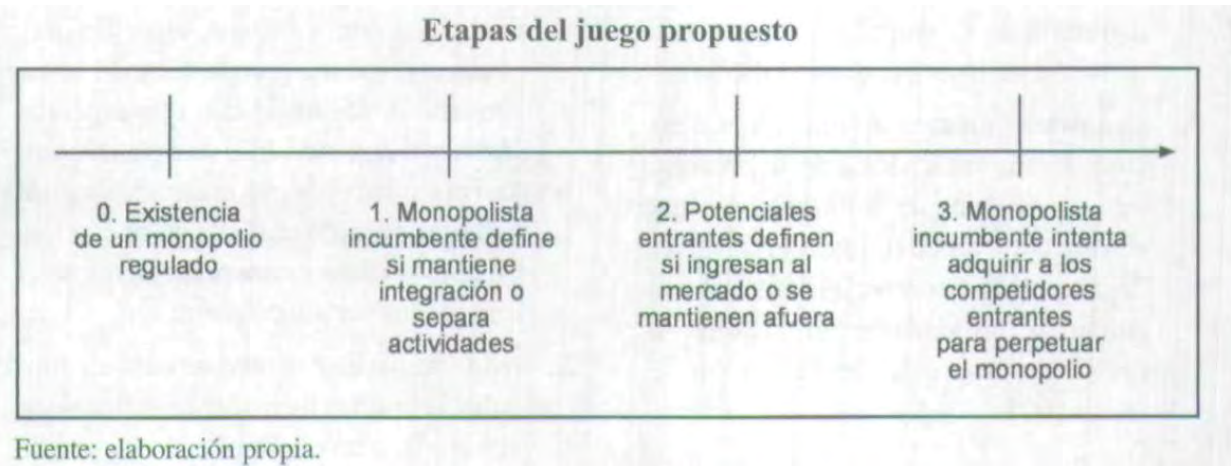 Etapas del juego propuesto
0. Existencia
de un monopolio
regulado
1. Monopolista
incumbente define
si mantiene
integración o
separa
actividades
2. Potenciales
entrantes definen
si ingresan al
mercado o se
mantienen afuera
3. Monopolista
incumbente intenta
adquirir a los
competidores
entrantes
para perpetuar
el monopolio
Fuente: elaboración propia.